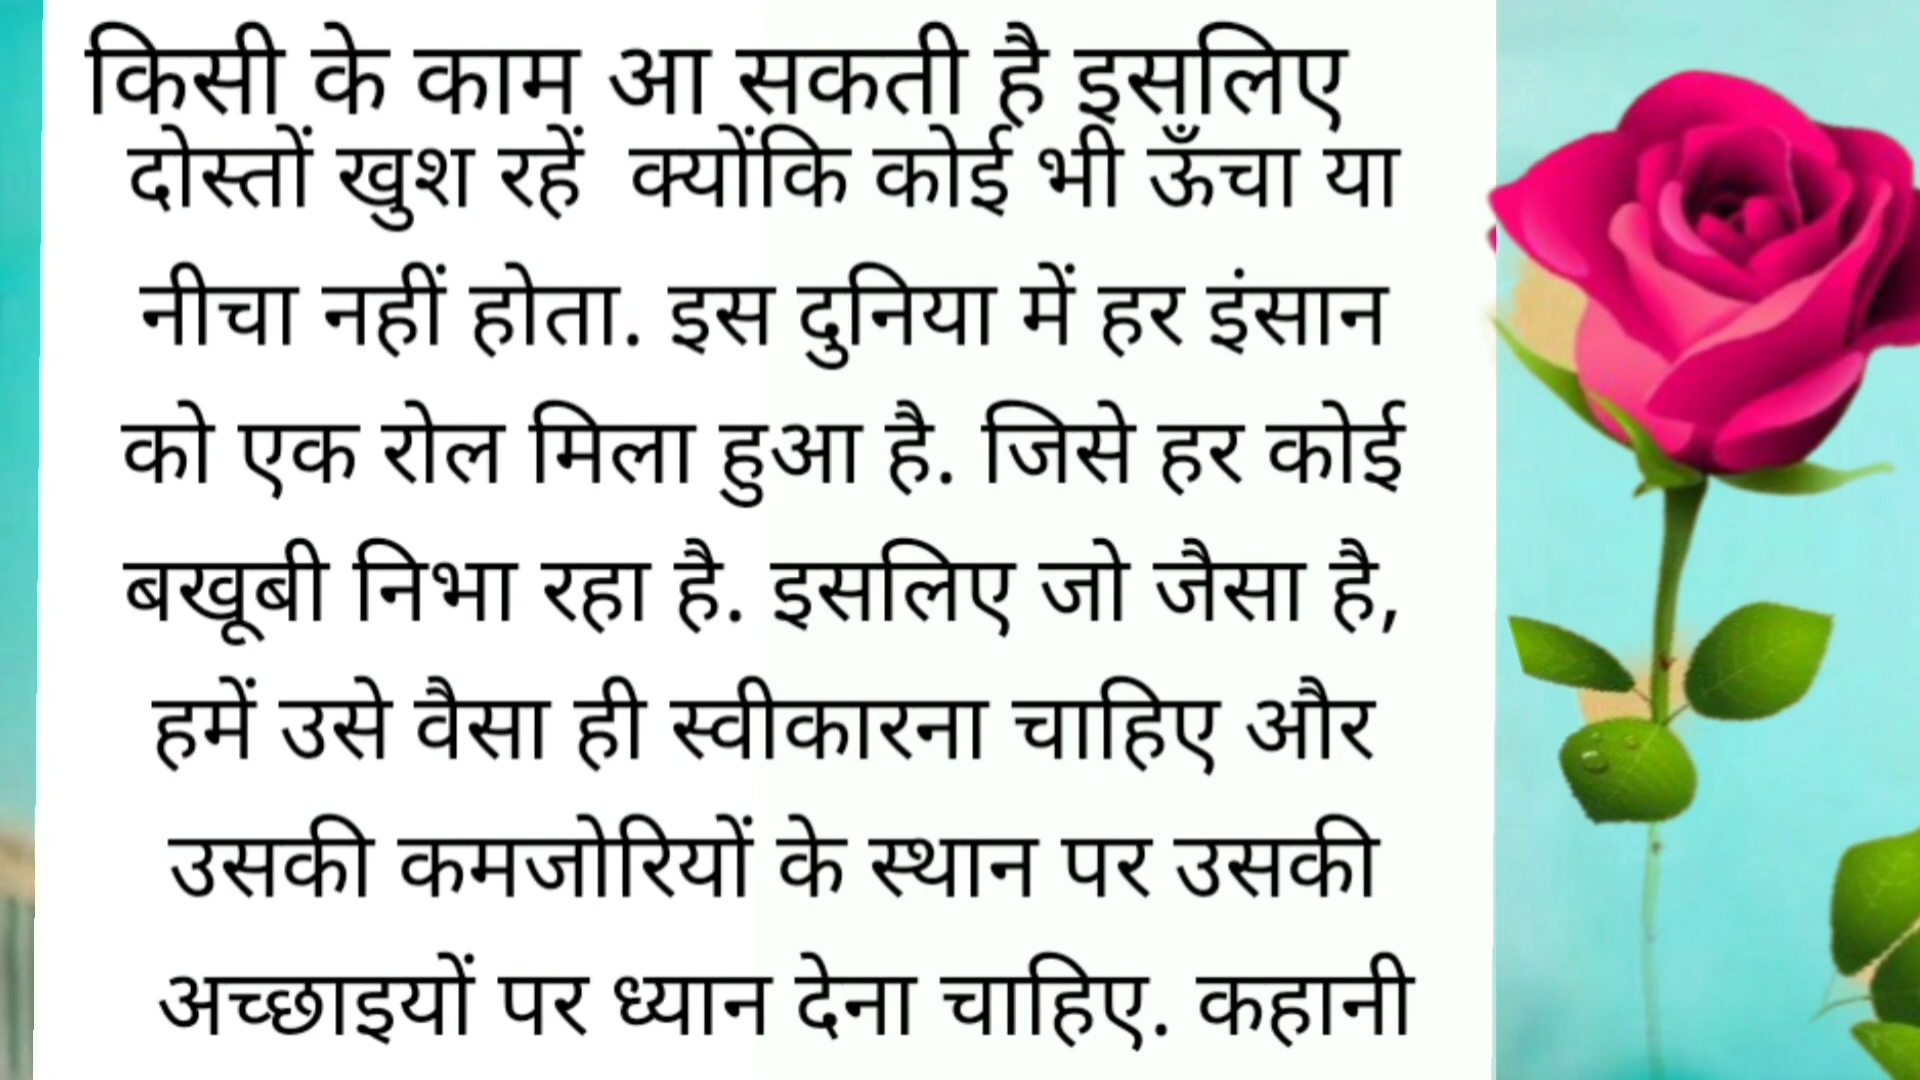 किसी के काम आ सकती है इसलिए
दोस्तों खुश रहें  क्योंकि कोई भी ऊँचा या
नीचा नहीं होता. इस दुनिया में हर इंसान
को एक रोल मिला हुआ है. जिसे हर कोई
बखूबी निभा रहा है. इसलिए जो जैसा है,
हमें उसे वैसा ही स्वीकारना चाहिए और
उसकी कमजोरियों के स्थान पर उसकी
अच्छाइयों पर ध्यान देना चाहिए. कहानी